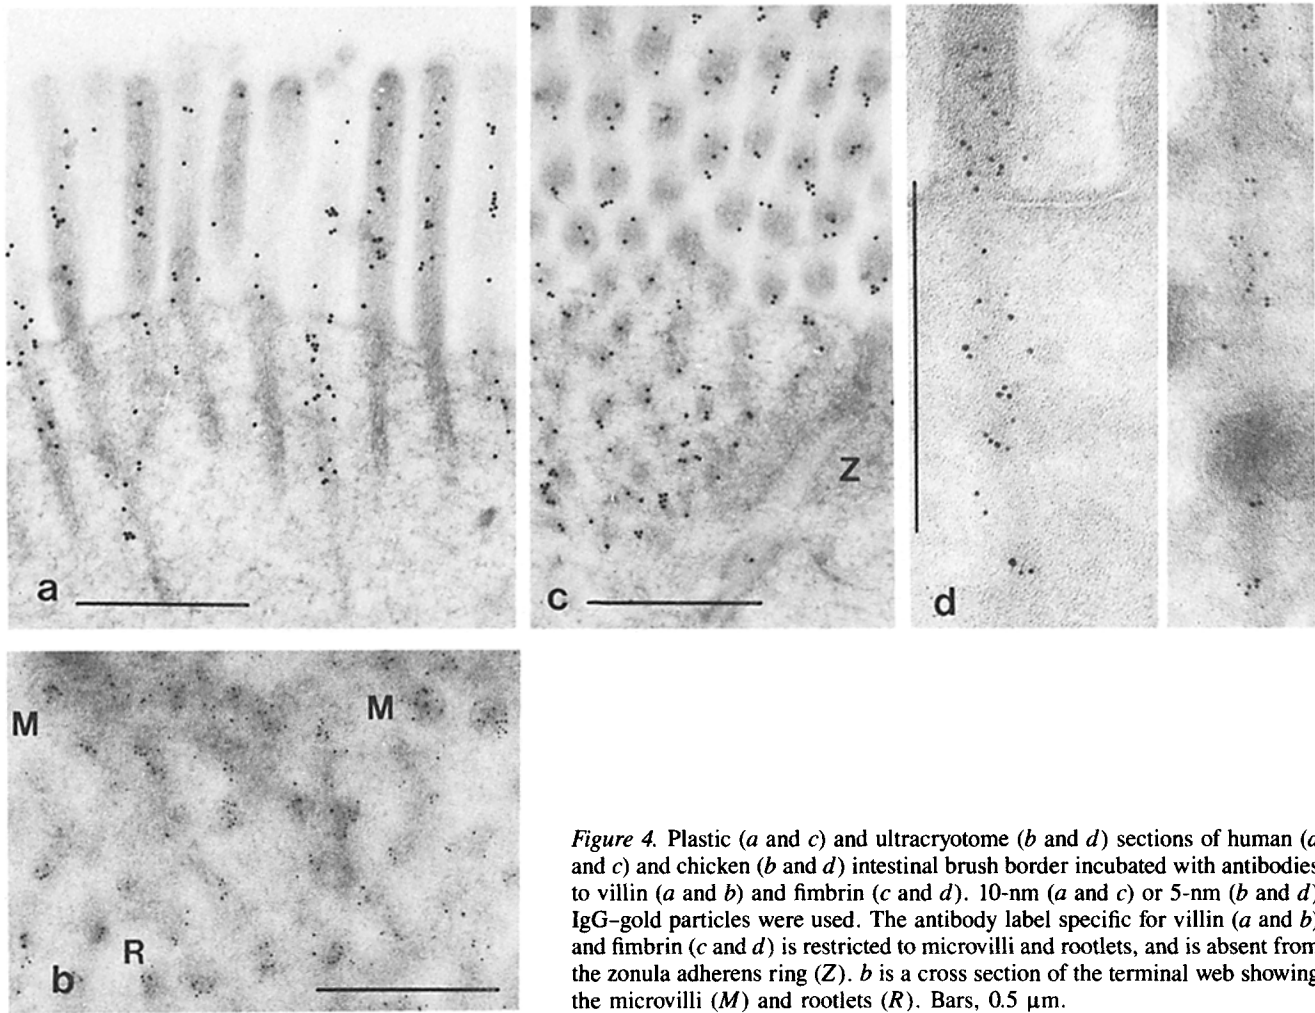 a
c
Z
d
M
M
R
b
Figure 4. Plastic (a and c) and ultracryotome (b and d) sections of human (a
and c) and chicken (b and d) intestinal brush border incubated with antibodies
to villin (a and b) and fimbrin (c and d). 10-nm (a and c) or 5-nm (b and d)
IgG–gold particles were used. The antibody label specific for villin (a and b)
and fimbrin (c and d) is restricted to microvilli and rootlets, and is absent from
the zonula adherens ring (Z). b is a cross section of the terminal web showing
the microvilli (M) and rootlets (R). Bars, 0.5 μm.